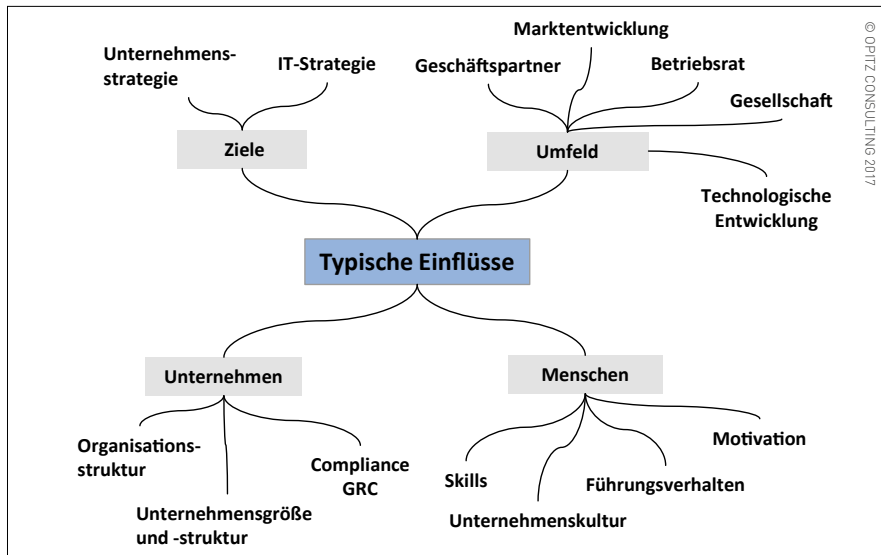 Unternehmens-
strategie
IT-Strategie
Ziele
Marktentwicklung
Geschäftspartner
Betriebsrat
Gesellschaft
Umfeld
Technologische
Entwicklung
Typische Einflüsse
Unternehmen
Organisations-
struktur
Unternehmensgröße
und -struktur
Compliance
GRC
Menschen
Skills
Unternehmenskultur
Führungsverhalten
Motivation
© OPITZ CONSULTING 2017